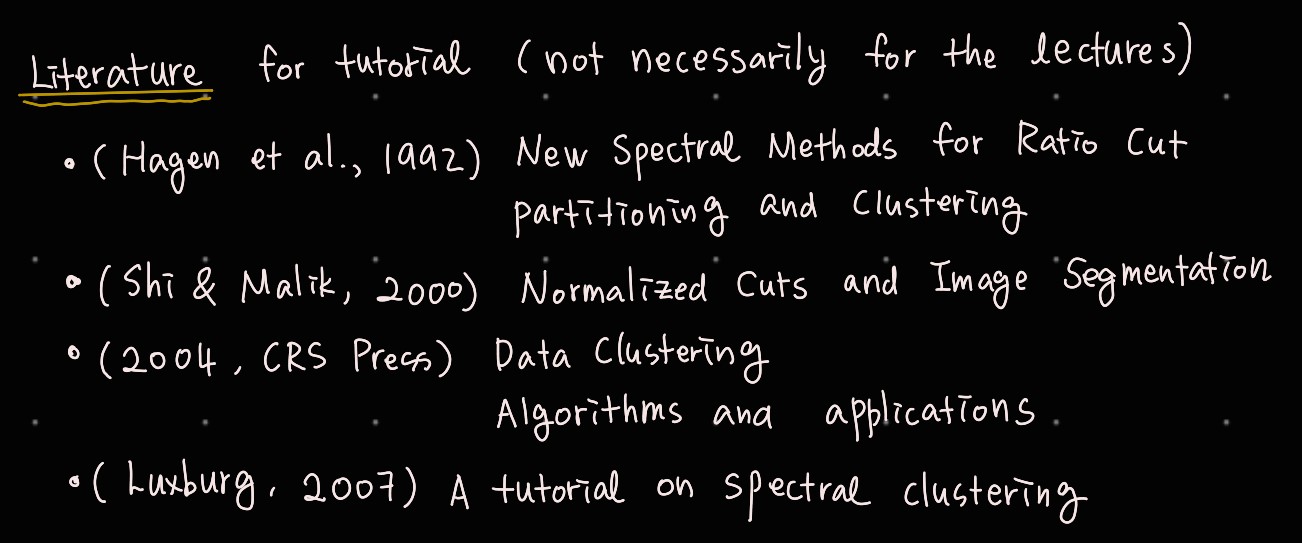 Literature for tutorial (not necessarily for the lectures)
• (Hagen et al., 1992) New Spectral Methods for Ratio Cut
partitioning and Clustering
• (Shi & Malik, 2000) Normalized Cuts and Image Segmentation
• (2004, CRS Press) Data Clustering
Algorithms and applications.
• (Luxburg, 2007) A tutorial on spectral clustering